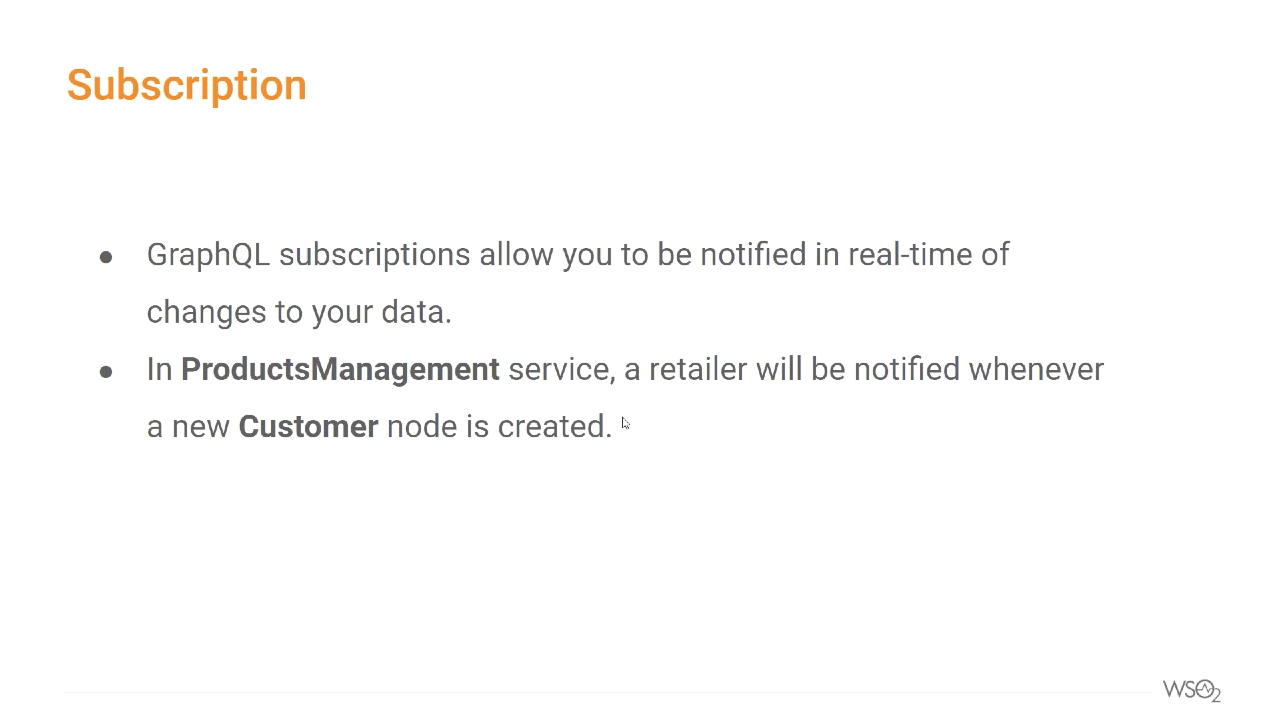 Subscription
● GraphQL subscriptions allow you to be notified in real-time of
changes to your data.
● In ProductsManagement service, a retailer will be notified whenever
a new Customer node is created.
WSO2